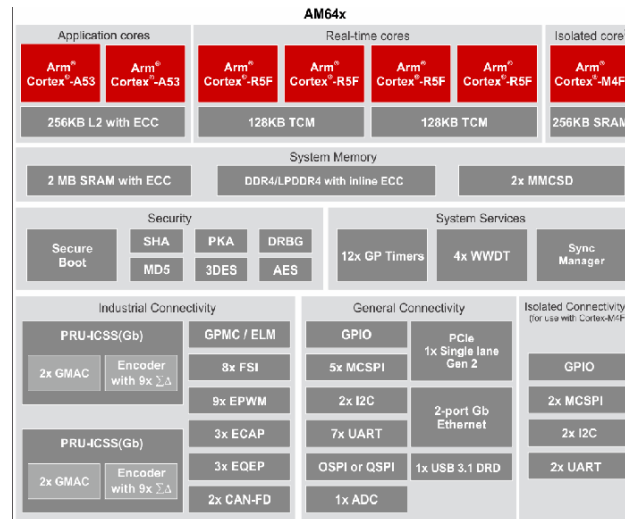 AM64x
Application cores
Real-time cores
Isolated core
Arm®
Cortex®-A53
Arm®
Cortex®-A53
Arm®
Cortex®-R5F
Arm®
Cortex®-R5F
Arm®
Cortex®-R5F
Arm®
Cortex®-R5F
Arm®
Cortex®-M4F
256KB L2 with ECC
128KB TCM
128KB TCM
256KB SRAM
System Memory
2 MB SRAM with ECC
DDR4/LPDDR4 with inline ECC
2x MMCSD
Security
Secure
Boot
SHA
PKA
DRBG
MD5
3DES
AES
System Services
12x GP Timers
4x WWDT
Sync
Manager
Industrial Connectivity
PRU-ICSS(Gb)
2x GMAC
Encoder
with 9x ∑Δ
PRU-ICSS(Gb)
2x GMAC
Encoder
with 9x ∑Δ
GPMC / ELM
8x FSI
9x EPWM
3x ECAP
3x EQEP
2x CAN-FD
General Connectivity
GPIO
5x MCSPI
2x I2C
7x UART
OSPI or QSPI
1x ADC
PCIe
1x Single lane
Gen 2
2-port Gb
Ethernet
1x USB 3.1 DRD
Isolated Connectivity
(for use with Cortex-M4F
GPIO
2x MCSPI
2x I2C
2x UART